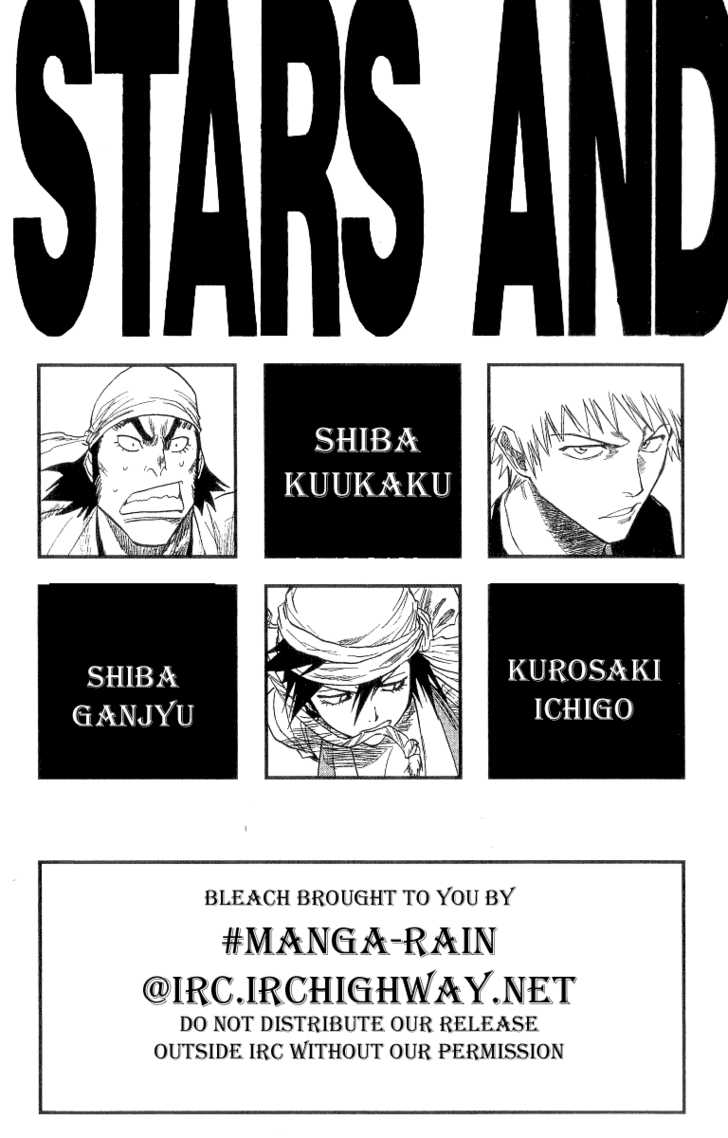 STARS AND
SHIBA
KUUKAKU
SHIBA
GANJYU
KUROSAKI
ICHIGO
BLEACH BROUGHT TO YOU BY
#MANGA-RAIN
@IRC.IRCHIGHWAY.NET
DO NOT DISTRIBUTE OUR RELEASE
OUTSIDE IRC WITHOUT OUR PERMISSION